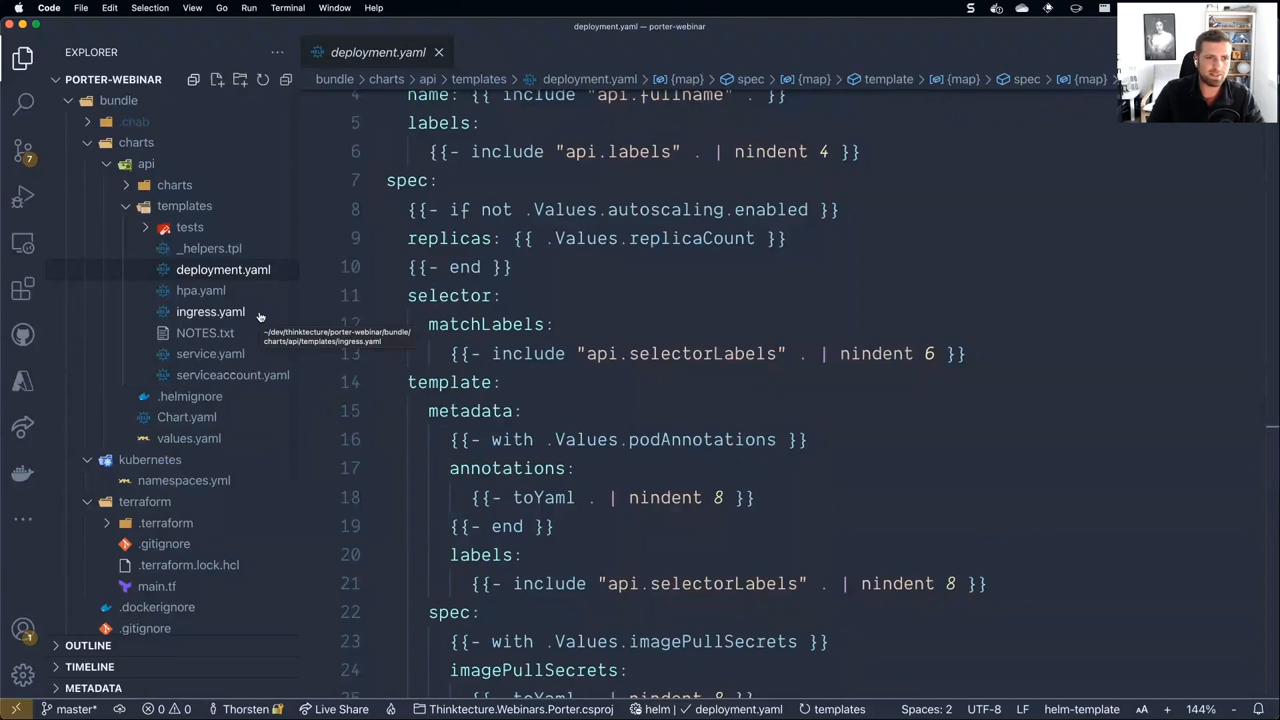 Code File Edit Selection View Go Run Terminal Window Help
deployment.yaml — porter-webinar
EXPLORER
PORTER-WEBINAR
bundle
.cnab
charts
api
charts
templates
tests
_helpers.tpl
deployment.yaml
hpa.yaml
ingress.yaml
NOTES.txt
service.yaml
serviceaccount.yaml
.helmignore
Chart.yaml
values.yaml
kubernetes
namespaces.yml
terraform
.terraform
.gitignore
.terraform.lock.hcl
main.tf
.dockerignore
.gitignore
OUTLINE
TIMELINE
METADATA
7
1
~/dev/thinktecture/porter-webinar/bundle/
charts/api/templates/ingress.yaml
deployment.yaml
bundle › charts › api › templates › deployment.yaml › {map} › spec › {map} › template › {map} › spec › {map}
4 name: {{ include "api.fullname" . }}
5 labels:
6 {{- include "api.labels" . | nindent 4 }}
7 spec:
8 {{- if not .Values.autoscaling.enabled }}
9 replicas: {{ .Values.replicaCount }}
10 {{- end }}
11 selector:
12 matchLabels:
13 {{- include "api.selectorLabels" . | nindent 6 }}
14 template:
15 metadata:
16 {{- with .Values.podAnnotations }}
17 annotations:
18 {{- toYaml . | nindent 8 }}
19 {{- end }}
20 labels:
21 {{- include "api.selectorLabels" . | nindent 8 }}
22 spec:
23 {{- with .Values.imagePullSecrets }}
24 imagePullSecrets:
25 {{- toYaml . | nindent 8 }}
master* 0 0 Thorsten Live Share Thinktecture.Webinars.Porter.csproj helm | deployment.yaml templates Spaces: 2 UTF-8 LF helm-template AA 144%